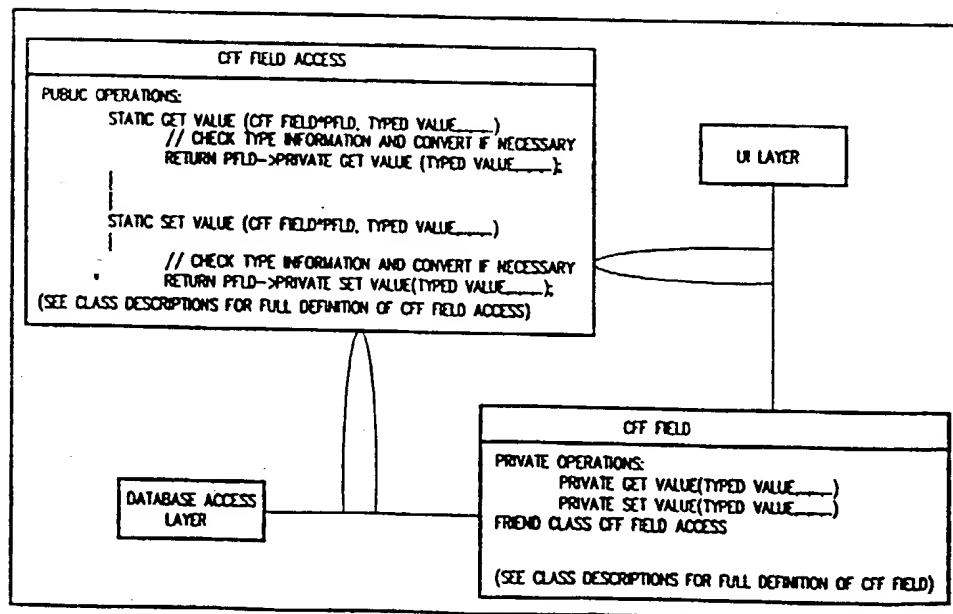 CFF FIELD ACCESS
PUBLIC OPERATIONS:
STATIC GET VALUE (CFF FIELD*PFLD, TYPED VALUE____)
// CHECK TYPE INFORMATION AND CONVERT IF NECESSARY
RETURN PFLD->PRIVATE GET VALUE (TYPED VALUE____);
STATIC SET VALUE (CFF FIELD*PFLD, TYPED VALUE____)
// CHECK TYPE INFORMATION AND CONVERT IF NECESSARY
RETURN PFLD->PRIVATE SET VALUE(TYPED VALUE____);
(SEE CLASS DESCRIPTIONS FOR FULL DEFINITION OF CFF FIELD ACCESS)
UI LAYER
DATABASE ACCESS
LAYER
CFF FIELD
PRIVATE OPERATIONS:
PRIVATE GET VALUE(TYPED VALUE____)
PRIVATE SET VALUE(TYPED VALUE____)
FRIEND CLASS CFF FIELD ACCESS
(SEE CLASS DESCRIPTIONS FOR FULL DEFINITION OF CFF FIELD)